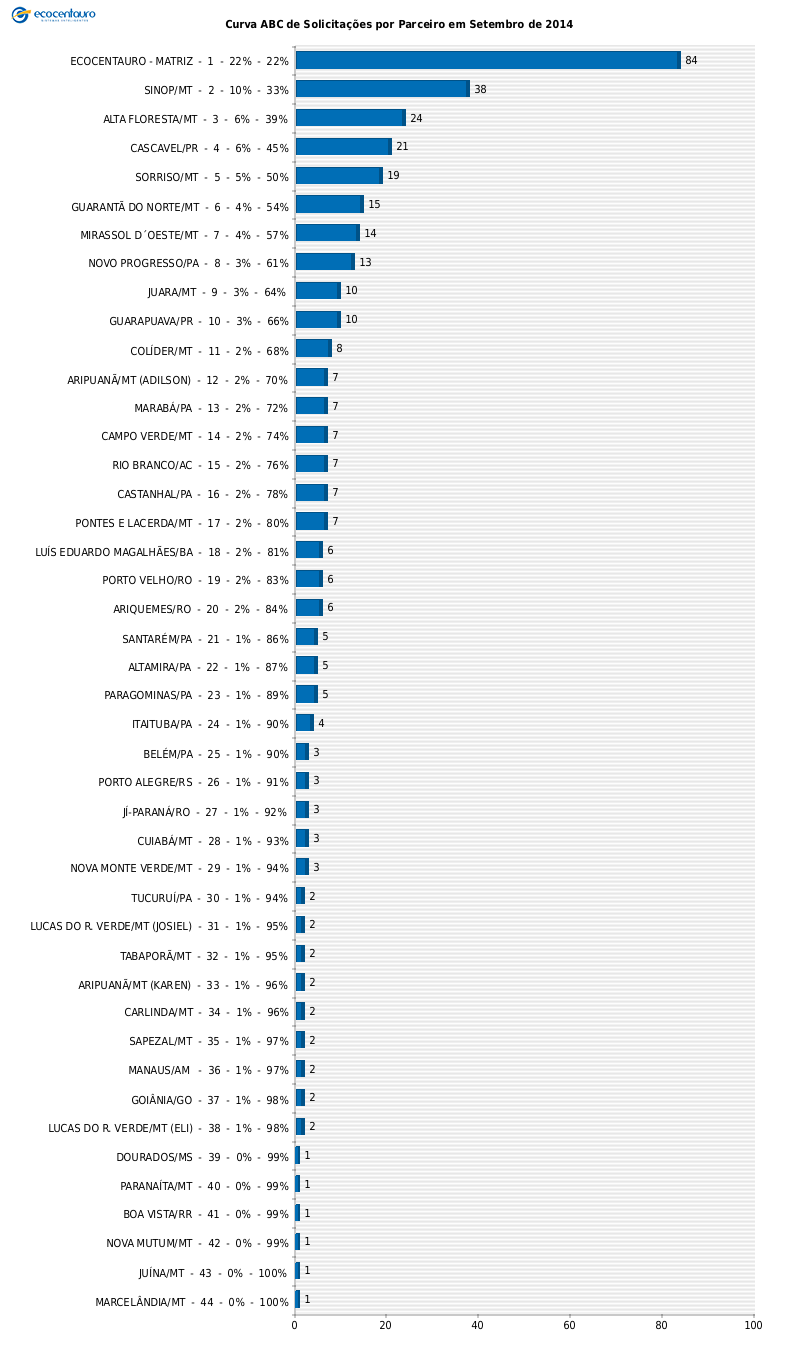 ecocentauro
Curva ABC de Solicitações por Parceiro em Setembro de 2014
ECOCENTAURO - MATRIZ - 1 - 22% - 22% 84
SINOP/MT - 2 - 10% - 33% 38
ALTA FLORESTA/MT - 3 - 6% - 39% 24
CASCAVEL/PR - 4 - 6% - 45% 21
SORRISO/MT - 5 - 5% - 50% 19
GUARANTÃ DO NORTE/MT - 6 - 4% - 54% 15
MIRASSOL D´OESTE/MT - 7 - 4% - 57% 14
NOVO PROGRESSO/PA - 8 - 3% - 61% 13
JUARA/MT - 9 - 3% - 64% 10
GUARAPUAVA/PR - 10 - 3% - 66% 10
COLÍDER/MT - 11 - 2% - 68% 8
ARIPUANÃ/MT (ADILSON) - 12 - 2% - 70% 7
MARABÁ/PA - 13 - 2% - 72% 7
CAMPO VERDE/MT - 14 - 2% - 74% 7
RIO BRANCO/AC - 15 - 2% - 76% 7
CASTANHAL/PA - 16 - 2% - 78% 7
PONTES E LACERDA/MT - 17 - 2% - 80% 7
LUÍS EDUARDO MAGALHÃES/BA - 18 - 2% - 81% 6
PORTO VELHO/RO - 19 - 2% - 83% 6
ARIQUEMES/RO - 20 - 2% - 84% 6
SANTARÉM/PA - 21 - 1% - 86% 5
ALTAMIRA/PA - 22 - 1% - 87% 5
PARAGOMINAS/PA - 23 - 1% - 89% 5
ITAITUBA/PA - 24 - 1% - 90% 4
BELÉM/PA - 25 - 1% - 90% 3
PORTO ALEGRE/RS - 26 - 1% - 91% 3
JÍ-PARANÁ/RO - 27 - 1% - 92% 3
CUIABÁ/MT - 28 - 1% - 93% 3
NOVA MONTE VERDE/MT - 29 - 1% - 94% 3
TUCURUÍ/PA - 30 - 1% - 94% 2
LUCAS DO R. VERDE/MT (JOSIEL) - 31 - 1% - 95% 2
TABAPORÃ/MT - 32 - 1% - 95% 2
ARIPUANÃ/MT (KAREN) - 33 - 1% - 96% 2
CARLINDA/MT - 34 - 1% - 96% 2
SAPEZAL/MT - 35 - 1% - 97% 2
MANAUS/AM - 36 - 1% - 97% 2
GOIÂNIA/GO - 37 - 1% - 98% 2
LUCAS DO R. VERDE/MT (ELI) - 38 - 1% - 98% 2
DOURADOS/MS - 39 - 0% - 99% 1
PARANAÍTA/MT - 40 - 0% - 99% 1
BOA VISTA/RR - 41 - 0% - 99% 1
NOVA MUTUM/MT - 42 - 0% - 99% 1
JUÍNA/MT - 43 - 0% - 100% 1
MARCELÂNDIA/MT - 44 - 0% - 100% 1
0 20 40 60 80 100